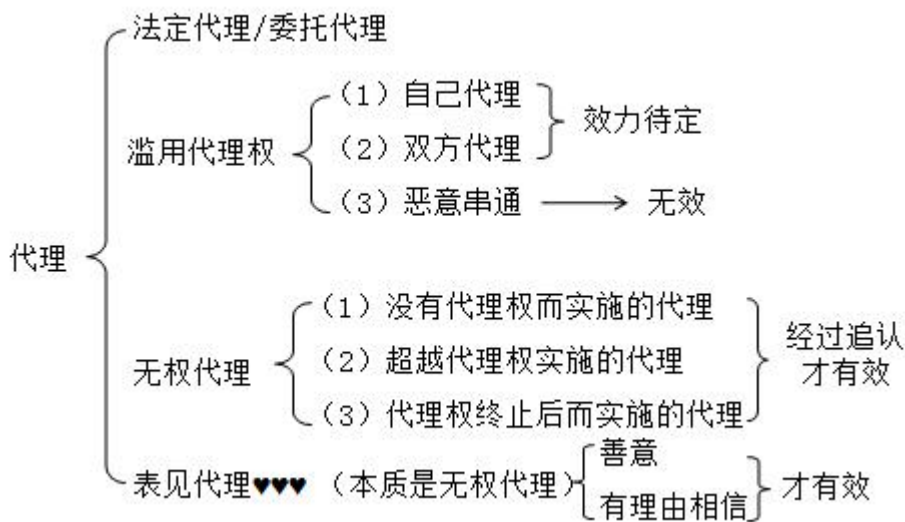 法定代理/委托代理
(1) 自己代理
效力待定
滥用代理权
(2) 双方代理
(3) 恶意串通 ⟶ 无效
代理
(1) 没有代理权而实施的代理
经过追认
才有效
无权代理
(2) 超越代理权实施的代理
(3) 代理权终止后而实施的代理
表见代理♥♥♥ (本质是无权代理)
善意
有理由相信
才有效